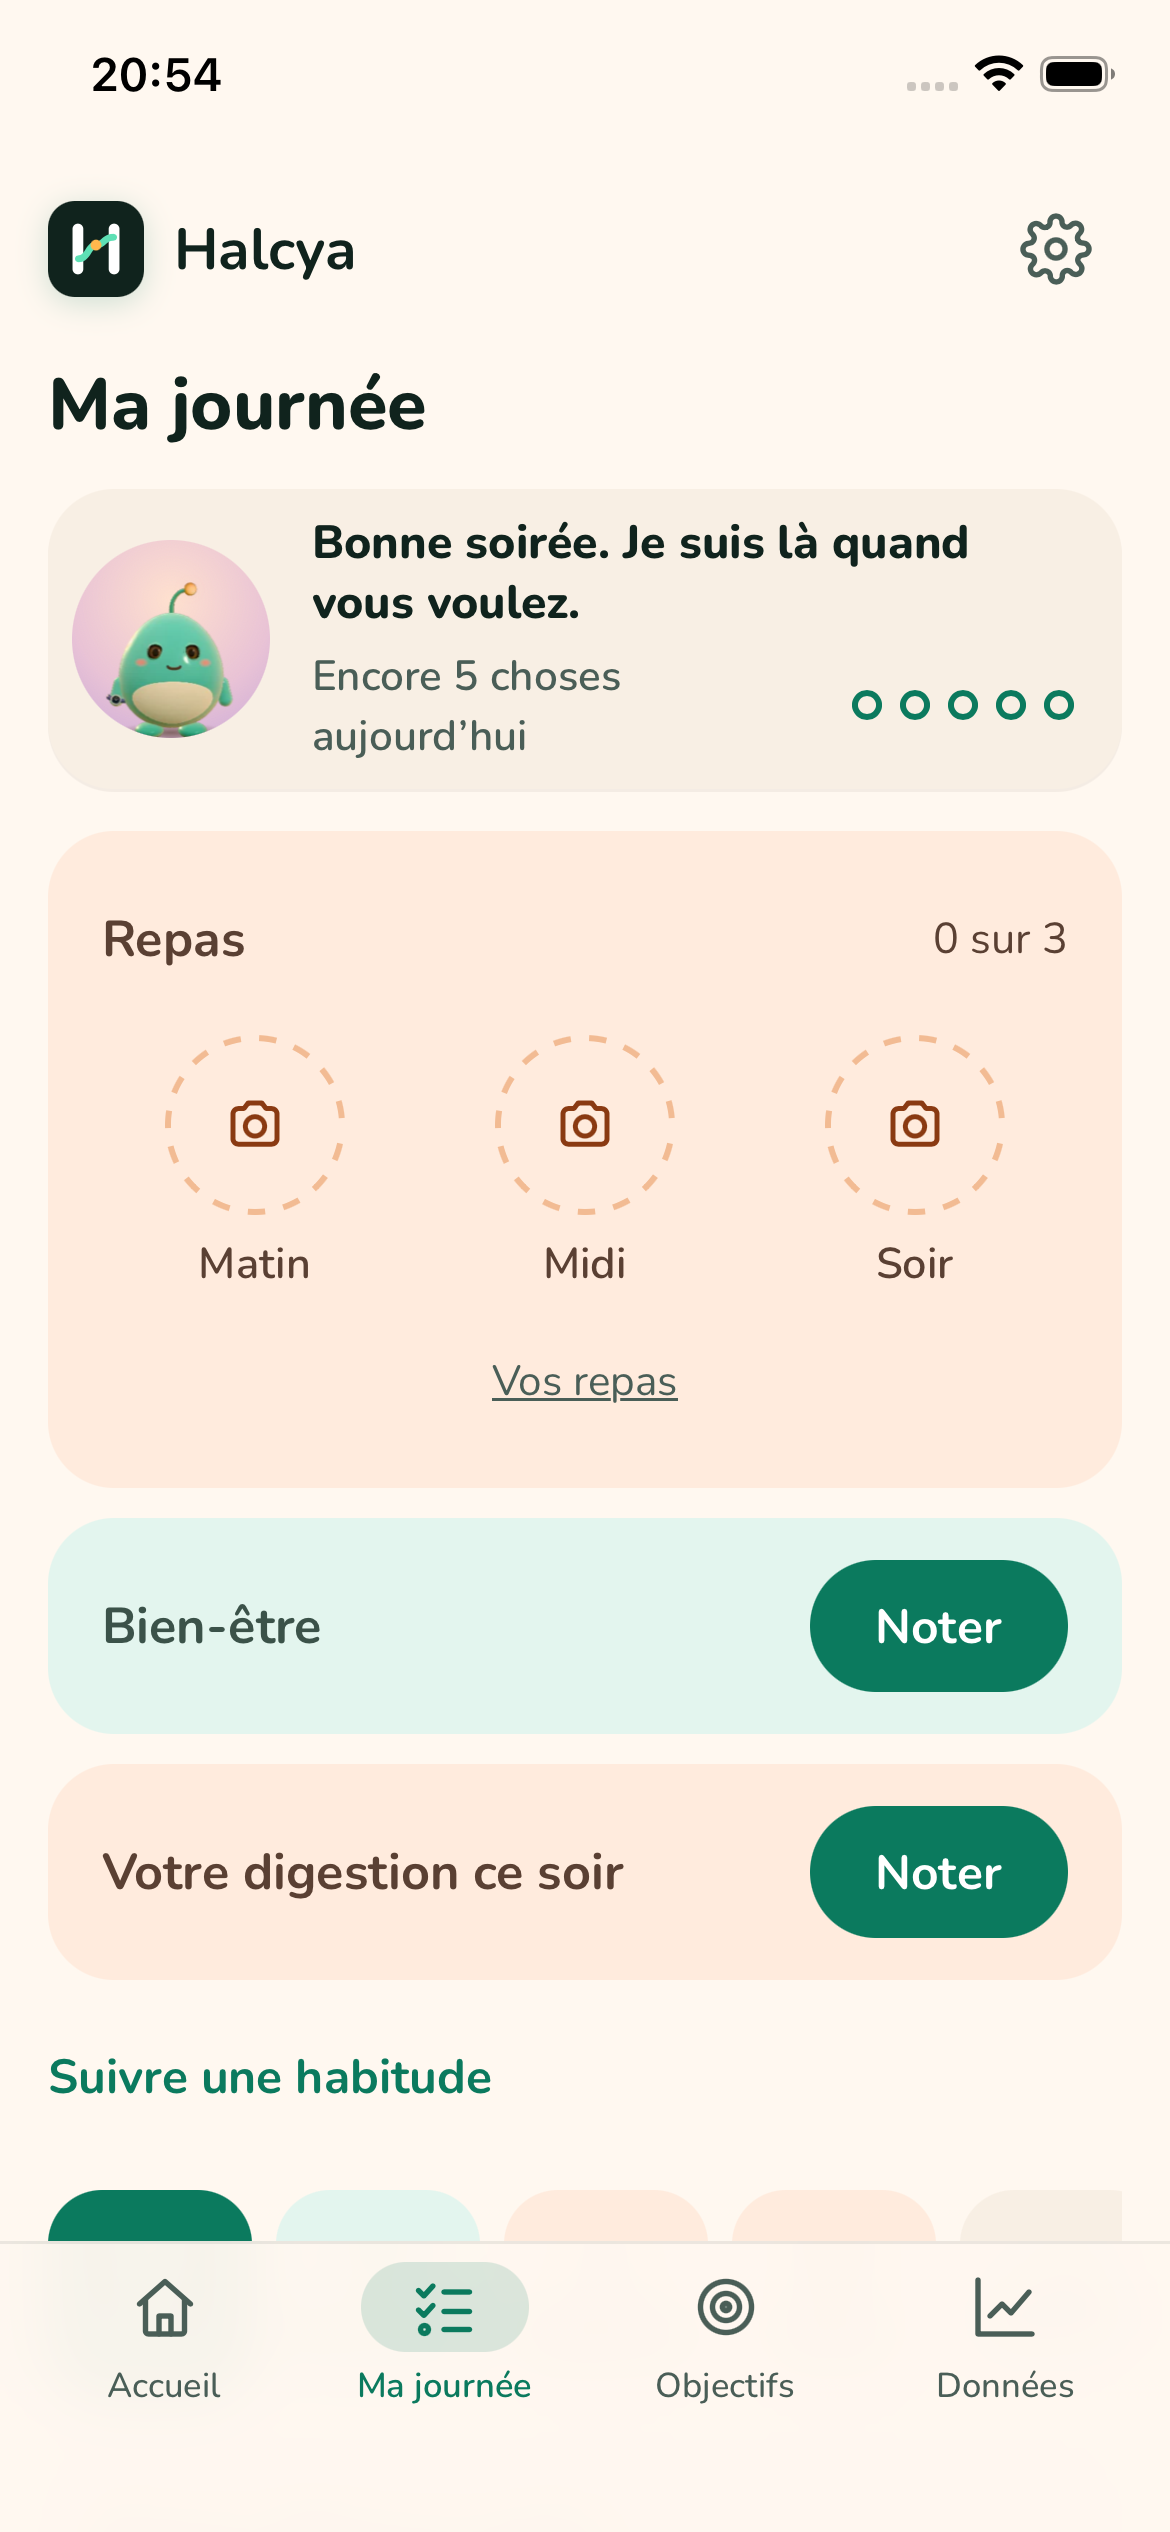 20:54
Halcya
Ma journée
Bonne soirée. Je suis là quand
vous voulez.
Encore 5 choses
aujourd’hui
Repas
0 sur 3
Matin
Midi
Soir
Vos repas
Bien-être
Noter
Votre digestion ce soir
Noter
Suivre une habitude
Accueil
Ma journée
Objectifs
Données